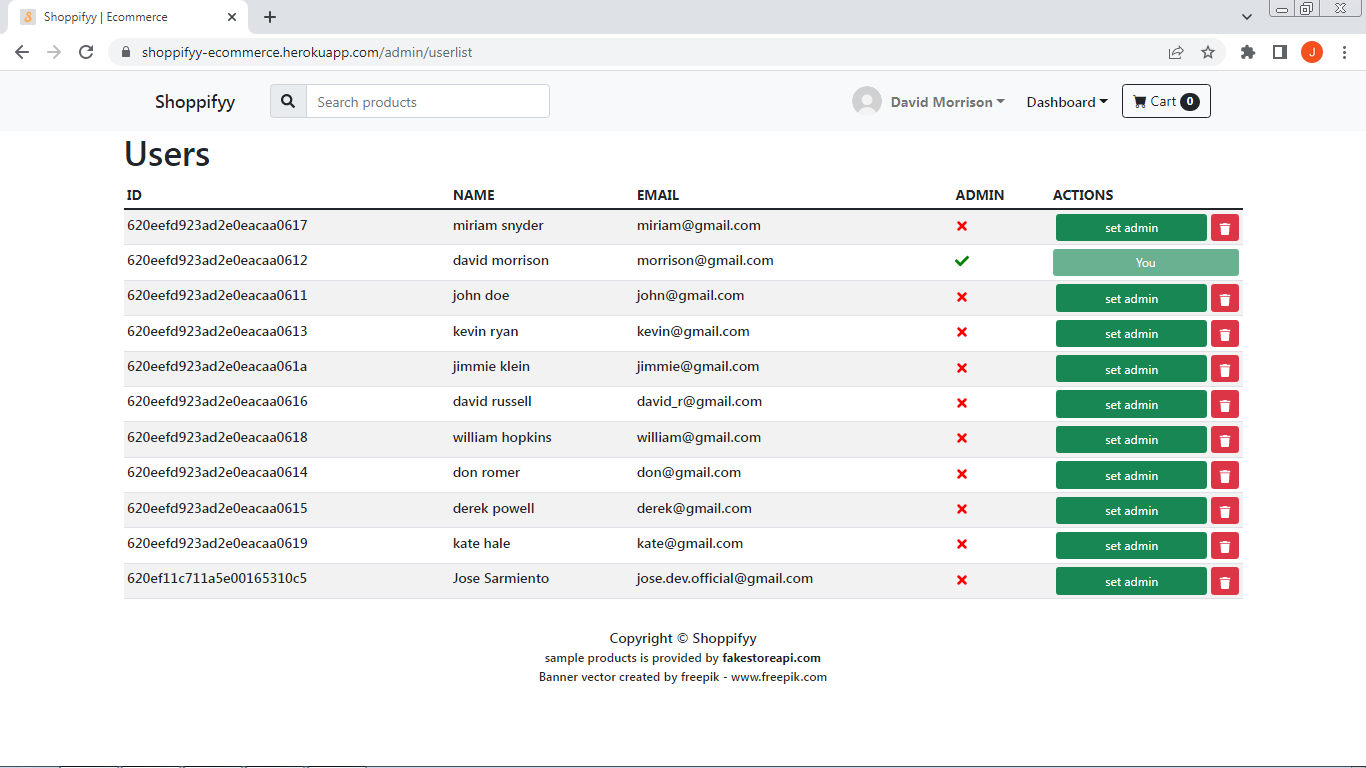 Shoppifyy | Ecommerce
shoppifyy-ecommerce.herokuapp.com/admin/userlist
J
Shoppifyy
Search products
David Morrison
Dashboard
Cart 0
Users
ID NAME EMAIL ADMIN ACTIONS
620eefd923ad2e0eacaa0617 miriam snyder miriam@gmail.com set admin
620eefd923ad2e0eacaa0612 david morrison morrison@gmail.com You
620eefd923ad2e0eacaa0611 john doe john@gmail.com set admin
620eefd923ad2e0eacaa0613 kevin ryan kevin@gmail.com set admin
620eefd923ad2e0eacaa061a jimmie klein jimmie@gmail.com set admin
620eefd923ad2e0eacaa0616 david russell david_r@gmail.com set admin
620eefd923ad2e0eacaa0618 william hopkins william@gmail.com set admin
620eefd923ad2e0eacaa0614 don romer don@gmail.com set admin
620eefd923ad2e0eacaa0615 derek powell derek@gmail.com set admin
620eefd923ad2e0eacaa0619 kate hale kate@gmail.com set admin
620ef11c711a5e00165310c5 Jose Sarmiento jose.dev.official@gmail.com set admin
Copyright © Shoppifyy
sample products is provided by fakestoreapi.com
Banner vector created by freepik - www.freepik.com